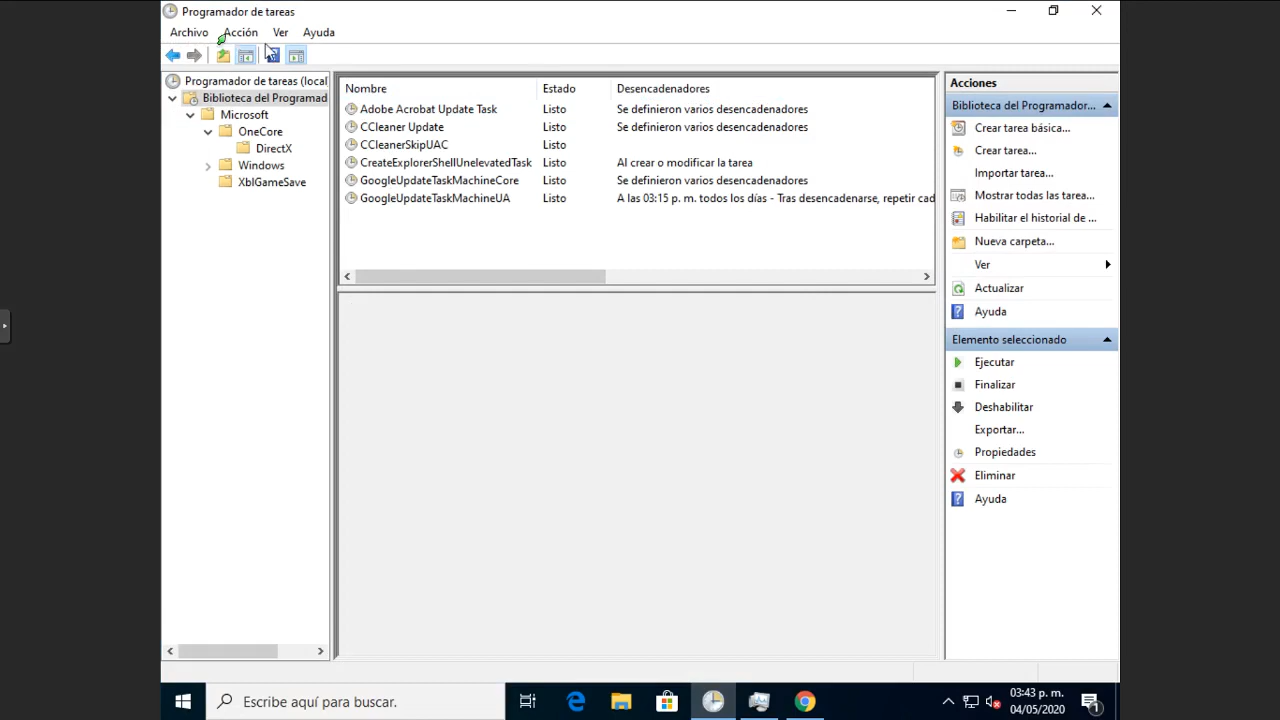 Programador de tareas
Archivo Acción Ver Ayuda
Programador de tareas (local
Biblioteca del Programad
Microsoft
OneCore
DirectX
Windows
XblGameSave
Nombre Estado Desencadenadores
Adobe Acrobat Update Task Listo Se definieron varios desencadenadores
CCleaner Update Listo Se definieron varios desencadenadores
CCleanerSkipUAC Listo
CreateExplorerShellUnelevatedTask Listo Al crear o modificar la tarea
GoogleUpdateTaskMachineCore Listo Se definieron varios desencadenadores
GoogleUpdateTaskMachineUA Listo A las 03:15 p. m. todos los días - Tras desencadenarse, repetir cad
Acciones
Biblioteca del Programador...
Crear tarea básica...
Crear tarea...
Importar tarea...
Mostrar todas las tarea...
Habilitar el historial de ...
Nueva carpeta...
Ver
Actualizar
Ayuda
Elemento seleccionado
Ejecutar
Finalizar
Deshabilitar
Exportar...
Propiedades
Eliminar
Ayuda
Escribe aquí para buscar.
03:43 p. m.
04/05/2020
1